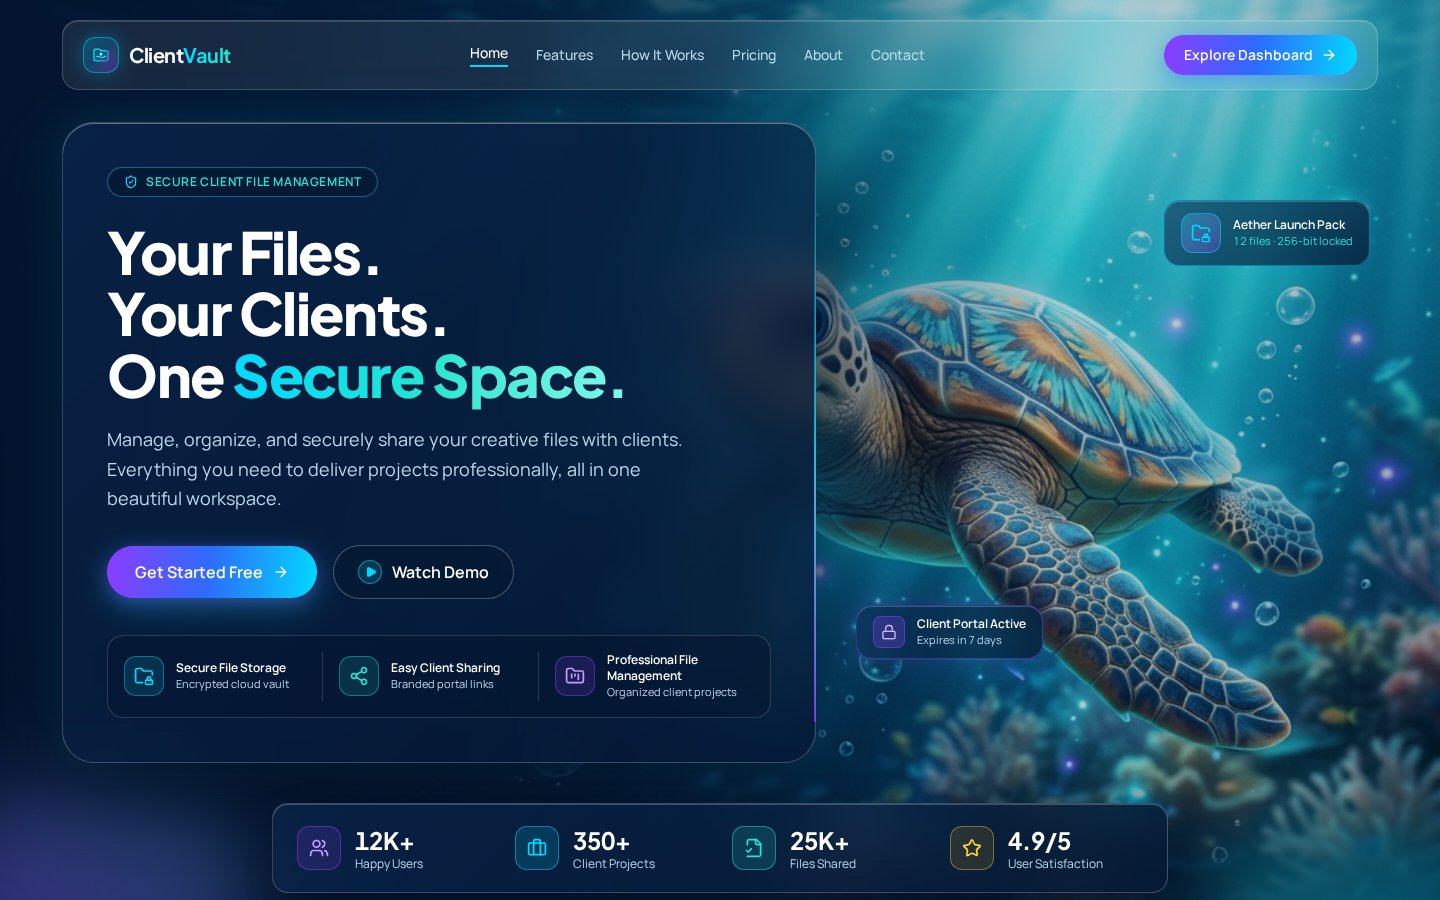 ClientVault
Home
Features
How It Works
Pricing
About
Contact
Explore Dashboard
SECURE CLIENT FILE MANAGEMENT
Your Files.
Your Clients.
One Secure Space.
Manage, organize, and securely share your creative files with clients.
Everything you need to deliver projects professionally, all in one
beautiful workspace.
Get Started Free
Watch Demo
Secure File Storage
Encrypted cloud vault
Easy Client Sharing
Branded portal links
Professional File
Management
Organized client projects
Aether Launch Pack
12 files · 256-bit locked
Client Portal Active
Expires in 7 days
12K+
Happy Users
350+
Client Projects
25K+
Files Shared
4.9/5
User Satisfaction